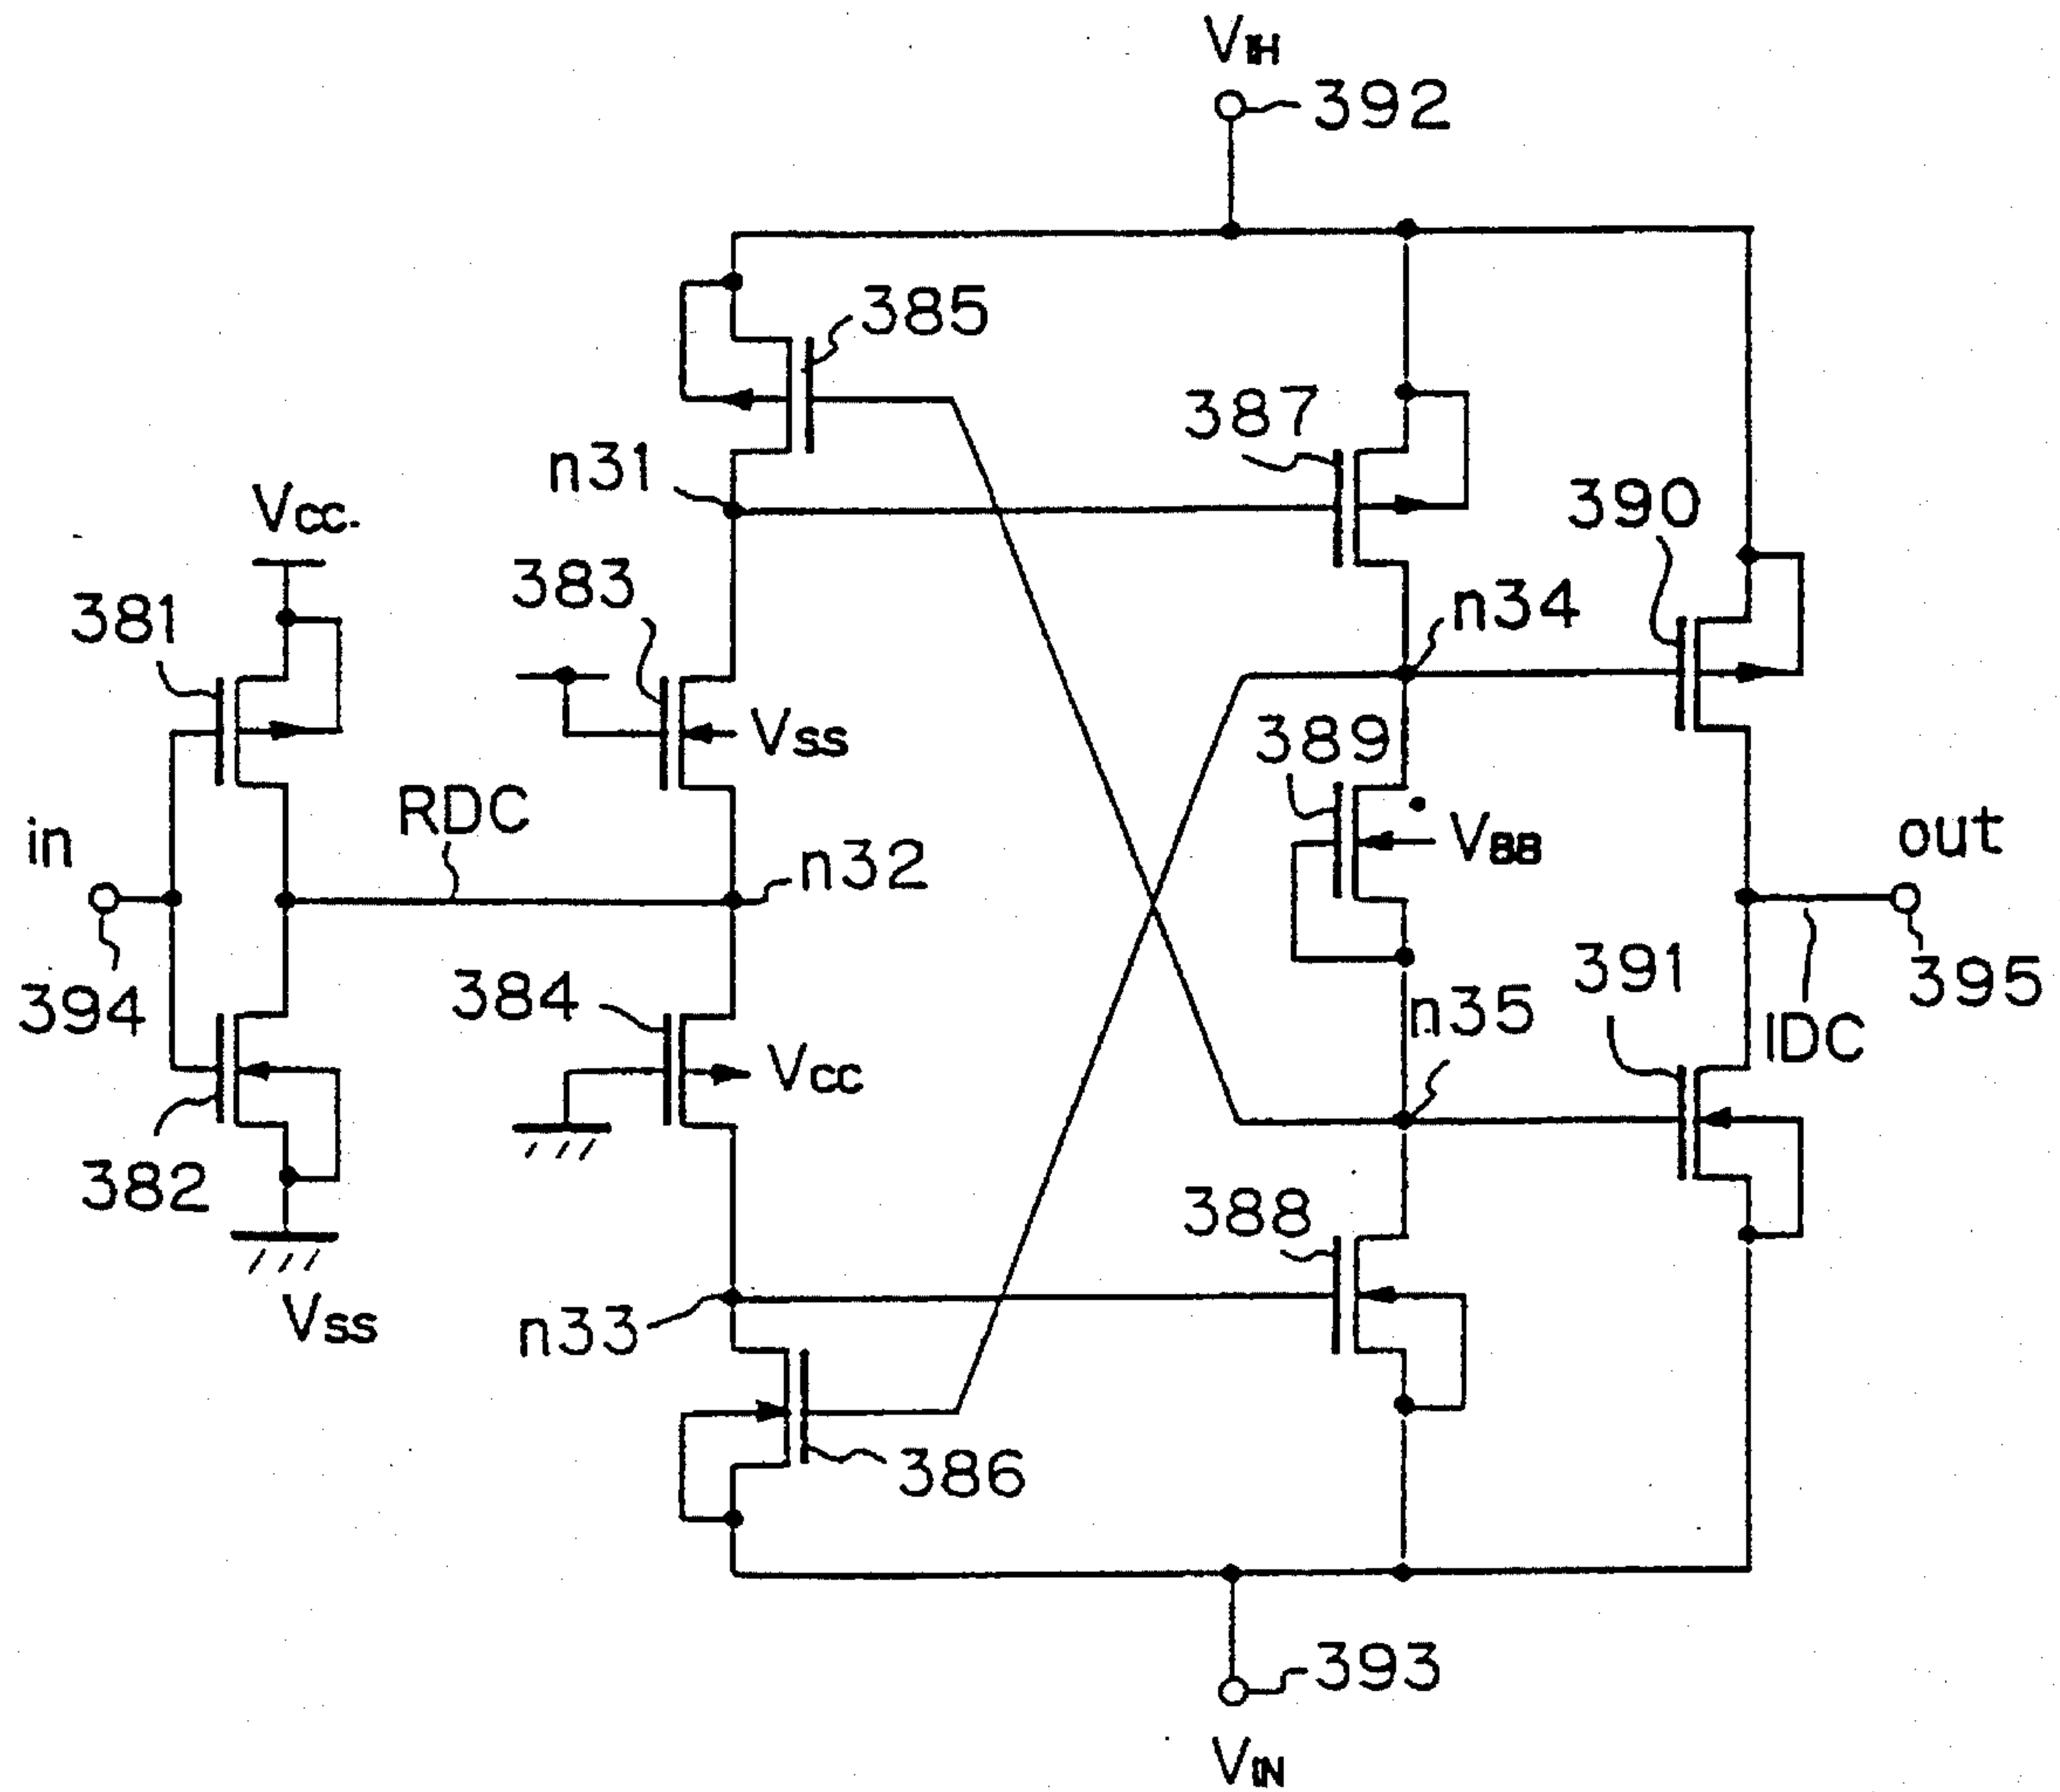 VIH
392
385
387
n31
390
Vcc.
383
381
n34
Vss
389
RDC
in
n32
VBB
out
394
384
391
395
n35
IDC
Vcc
382
388
n33
Vss
386
393
VIN